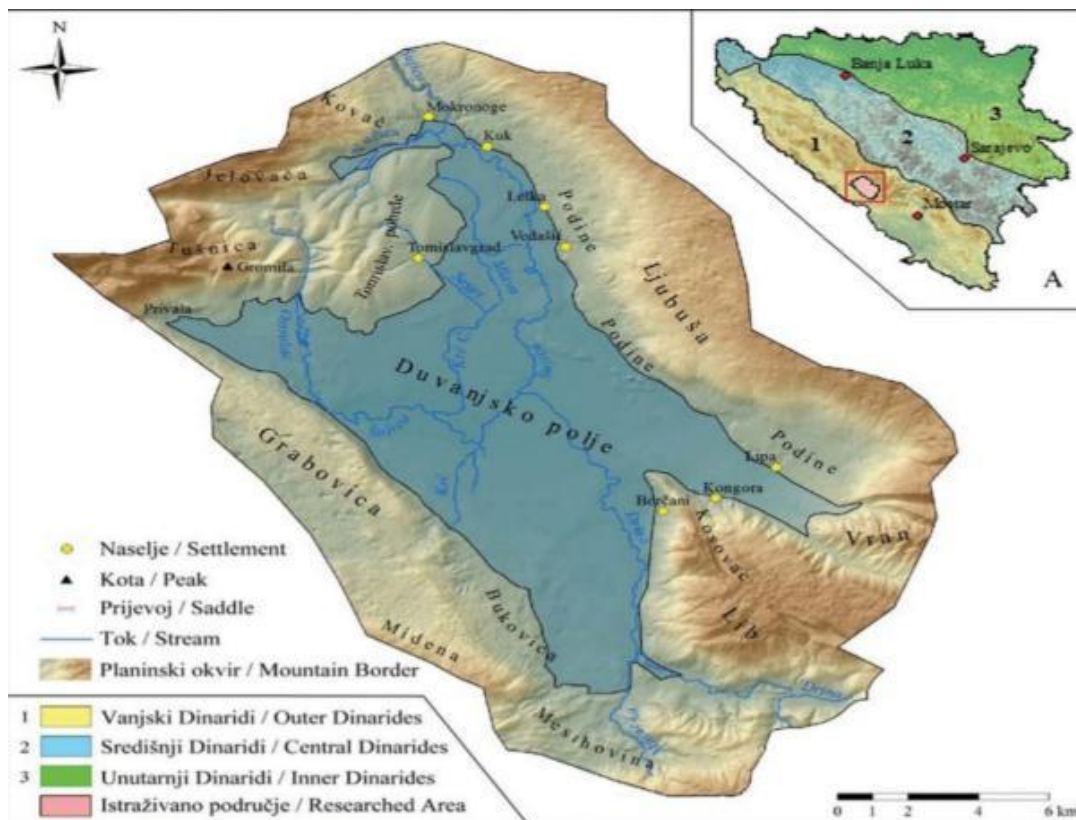 N
Banja Luka
3
2
1
Sarajevo
Mostar
A
Kovač
Mokronoge
Kuk
Jelovača
Letka
Podine
Tušnica
Tomislavgrad
Gromila
Tomislav. pobrđe
Ljubuša
Privala
Podine
Duvanjsko polje
Podine
Grabovica
Lipa
Kongora
Borčani
Kosovac
Vran
Lib
Bukovica
Midena
Mesihovina
Naselje / Settlement
Kota / Peak
Prijevoj / Saddle
Tok / Stream
Planinski okvir / Mountain Border
1 Vanjski Dinaridi / Outer Dinarides
2 Središnji Dinaridi / Central Dinarides
3 Unutarnji Dinaridi / Inner Dinarides
Istraživano područje / Researched Area
0 1 2 4 6 km